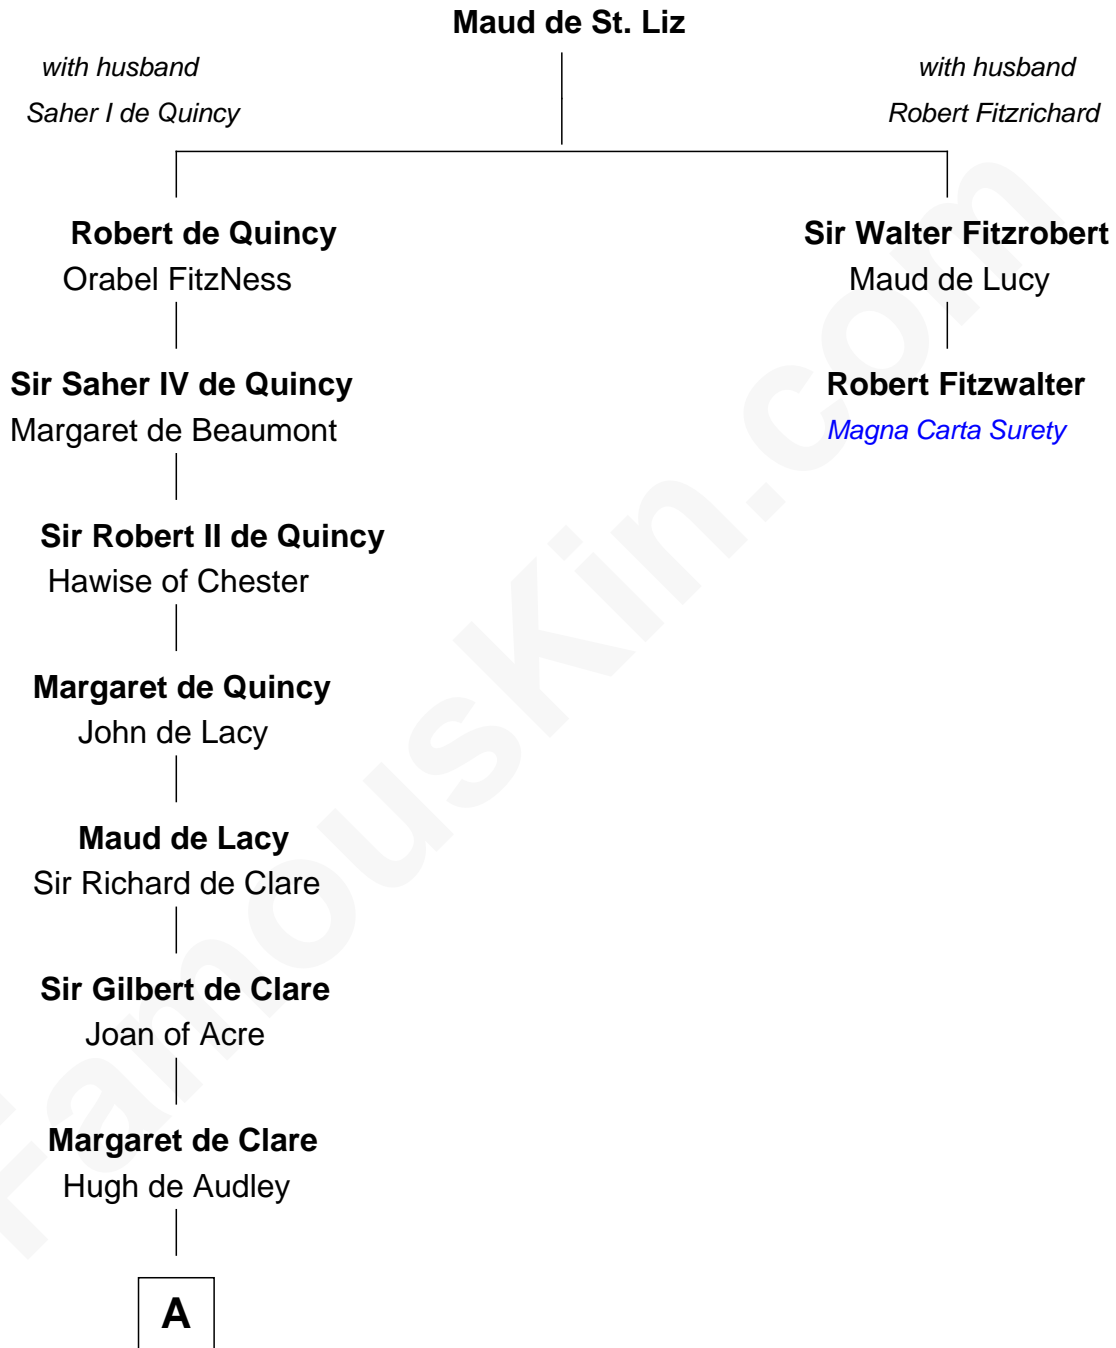 Maud de St. Liz
with husband
Saher I de Quincy
with husband
Robert Fitzrichard
Robert de Quincy
Orabel FitzNess
Sir Walter Fitzrobert
Maud de Lucy
Sir Saher IV de Quincy
Margaret de Beaumont
Robert Fitzwalter
Magna Carta Surety
Sir Robert II de Quincy
Hawise of Chester
Margaret de Quincy
John de Lacy
Maud de Lacy
Sir Richard de Clare
Sir Gilbert de Clare
Joan of Acre
Margaret de Clare
Hugh de Audley
A
FamousKin.com